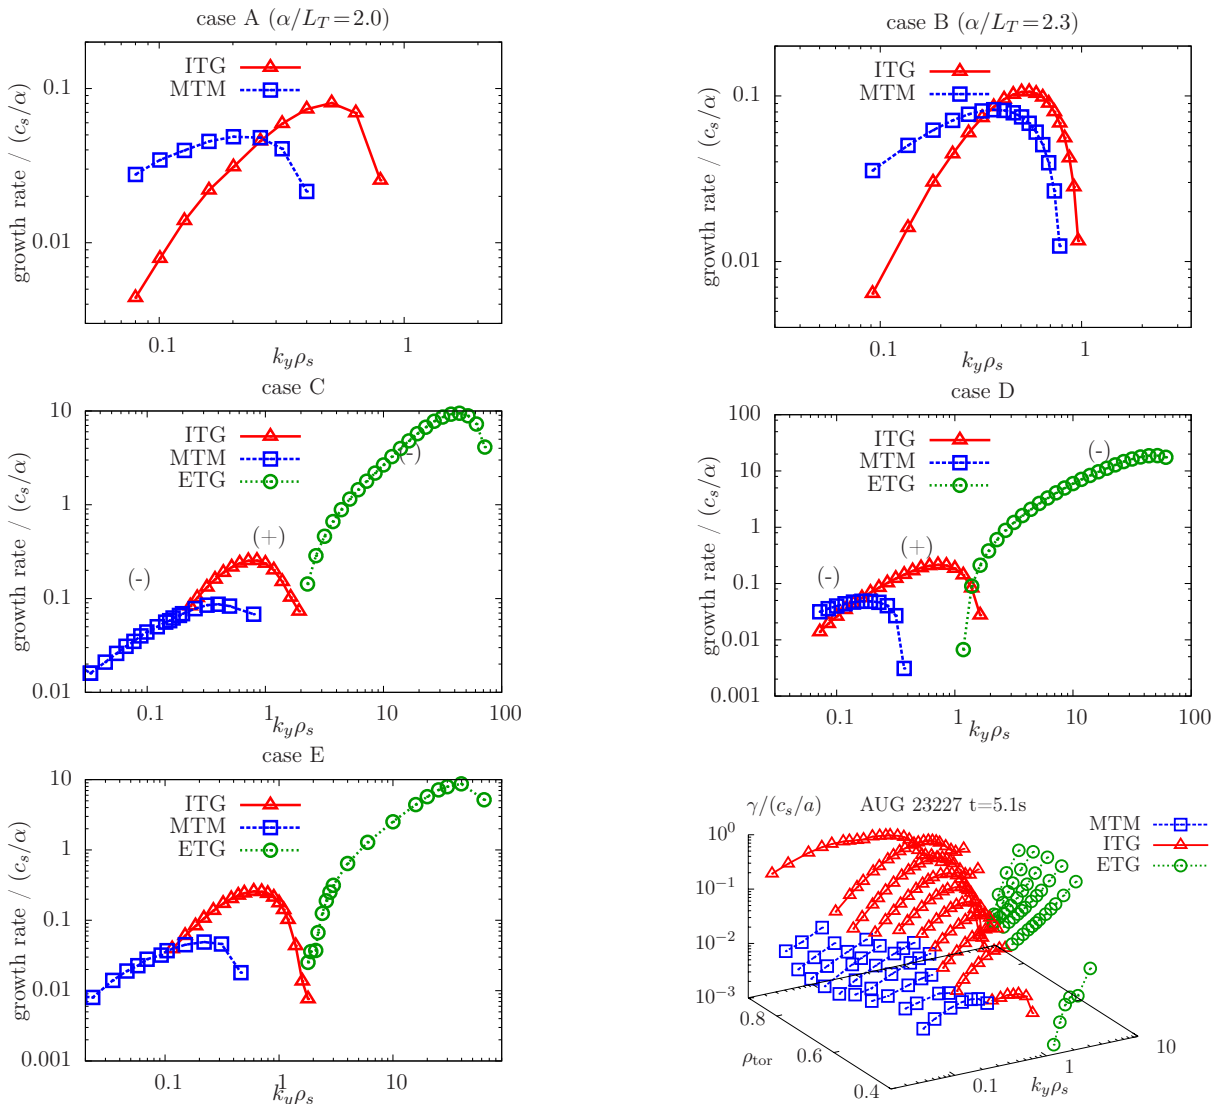 case A (α/L_T=2.0)
growth rate / (c_s/α)
0.1
0.01
ITG
MTM
0.1
1
k_yρ_s
case B (α/L_T=2.3)
growth rate / (c_s/α)
0.1
0.01
ITG
MTM
0.1
1
k_yρ_s
case C
growth rate / (c_s/α)
10
1
0.1
0.01
ITG
MTM
ETG
(-)
(+)
(-)
0.1
1
10
100
k_yρ_s
case D
growth rate / (c_s/α)
100
10
1
0.1
0.01
0.001
ITG
MTM
ETG
(-)
(+)
(-)
0.1
1
10
100
k_yρ_s
case E
growth rate / (c_s/α)
10
1
0.1
0.01
0.001
ITG
MTM
ETG
0.1
1
10
k_yρ_s
γ/(c_s/a)
AUG 23227 t=5.1s
MTM
ITG
ETG
10^0
10^−1
10^−2
10^−3
0.8
0.6
0.4
ρ_tor
0.1
1
10
k_yρ_s